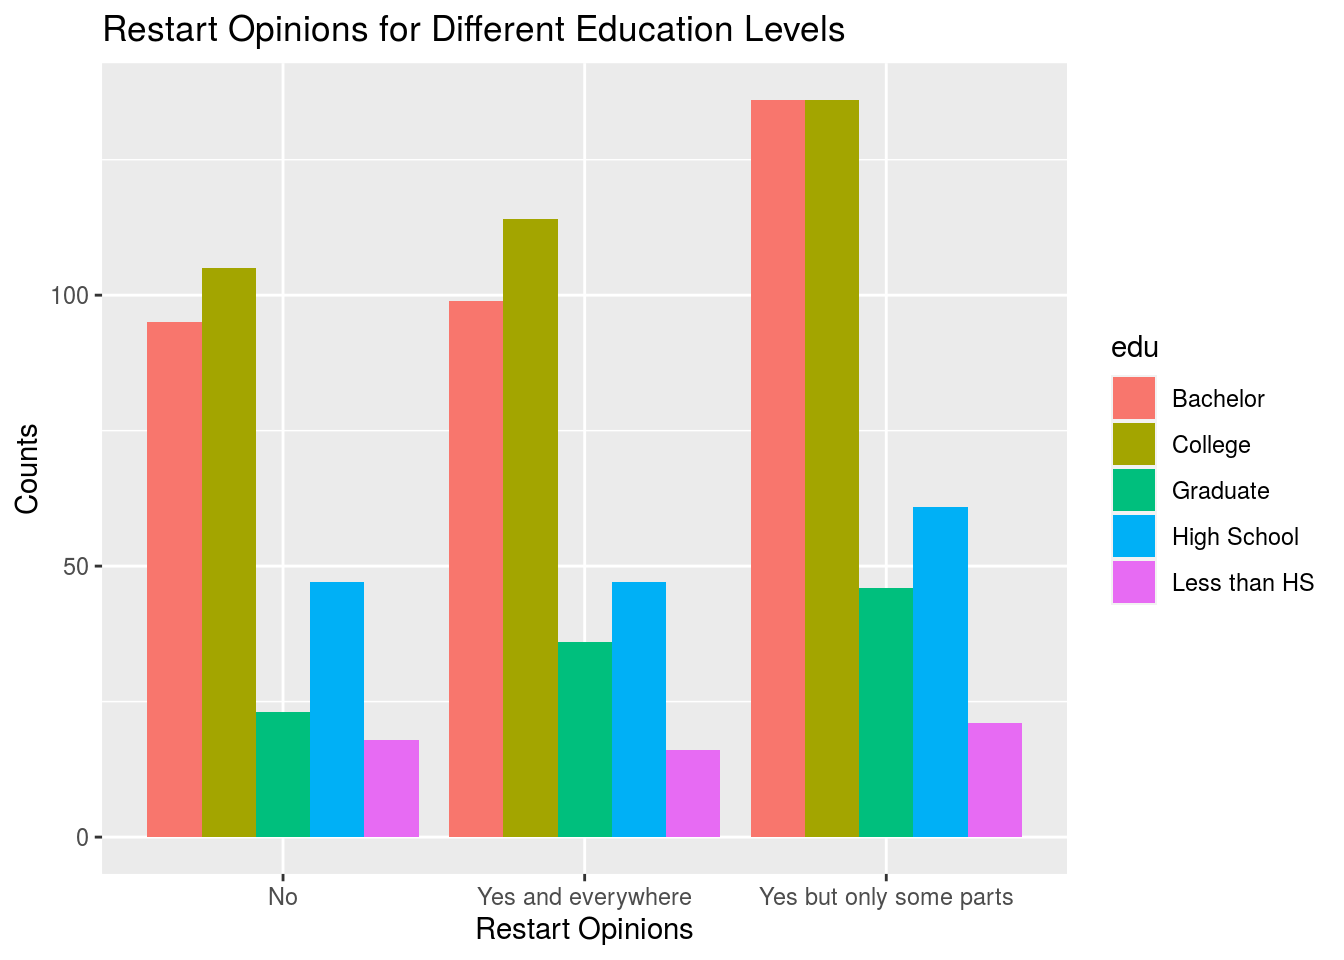 Restart Opinions for Different Education Levels
Counts
100
50
0
No
Yes and everywhere
Yes but only some parts
Restart Opinions
edu
Bachelor
College
Graduate
High School
Less than HS